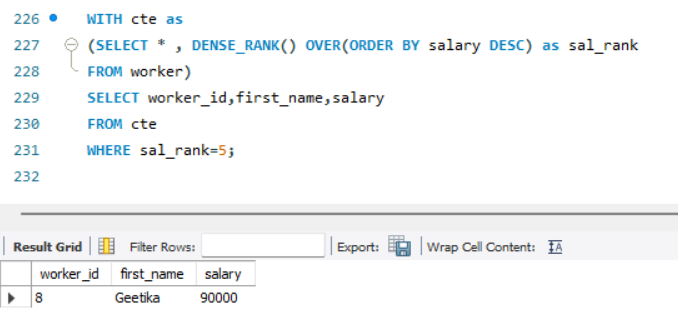 226 WITH cte as
227 (SELECT * , DENSE_RANK() OVER(ORDER BY salary DESC) as sal_rank
228 FROM worker)
229 SELECT worker_id,first_name,salary
230 FROM cte
231 WHERE sal_rank=5;
232
Result Grid Filter Rows: Export: Wrap Cell Content: IA
worker_id first_name salary
8 Geetika 90000